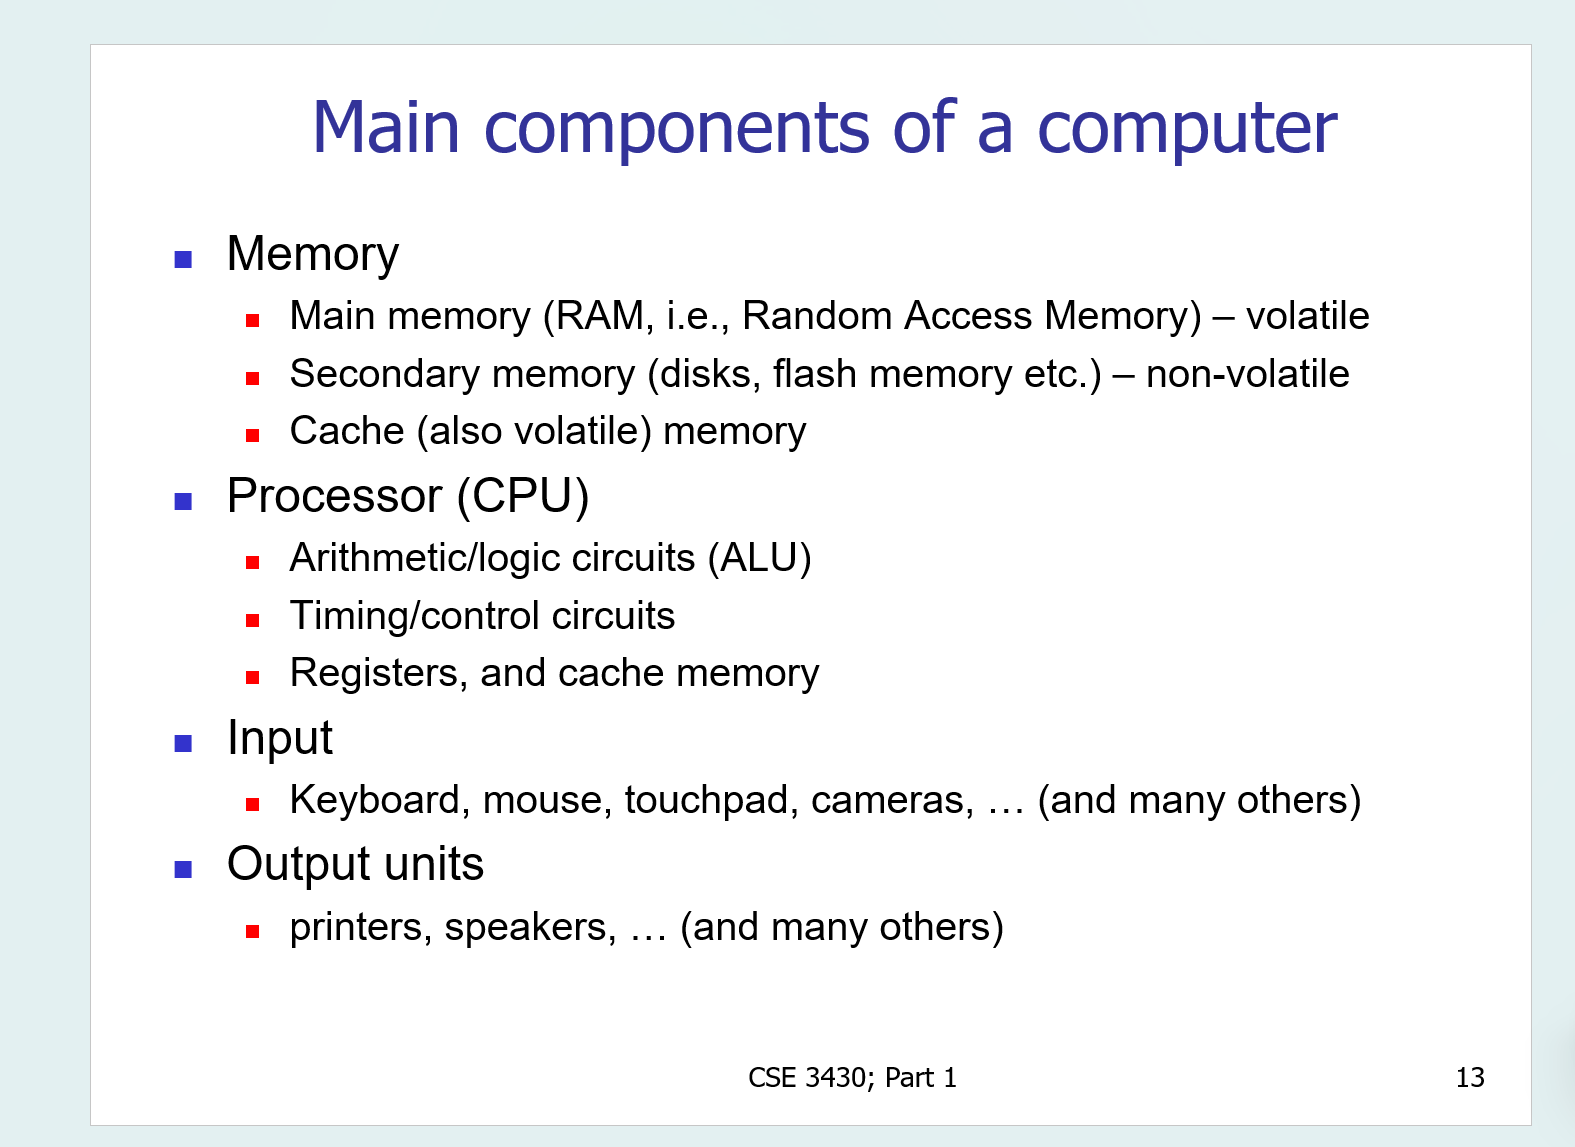 Main components of a computer
Memory
Main memory (RAM, i.e., Random Access Memory) – volatile
Secondary memory (disks, flash memory etc.) – non-volatile
Cache (also volatile) memory
Processor (CPU)
Arithmetic/logic circuits (ALU)
Timing/control circuits
Registers, and cache memory
Input
Keyboard, mouse, touchpad, cameras, … (and many others)
Output units
printers, speakers, … (and many others)
CSE 3430; Part 1
13